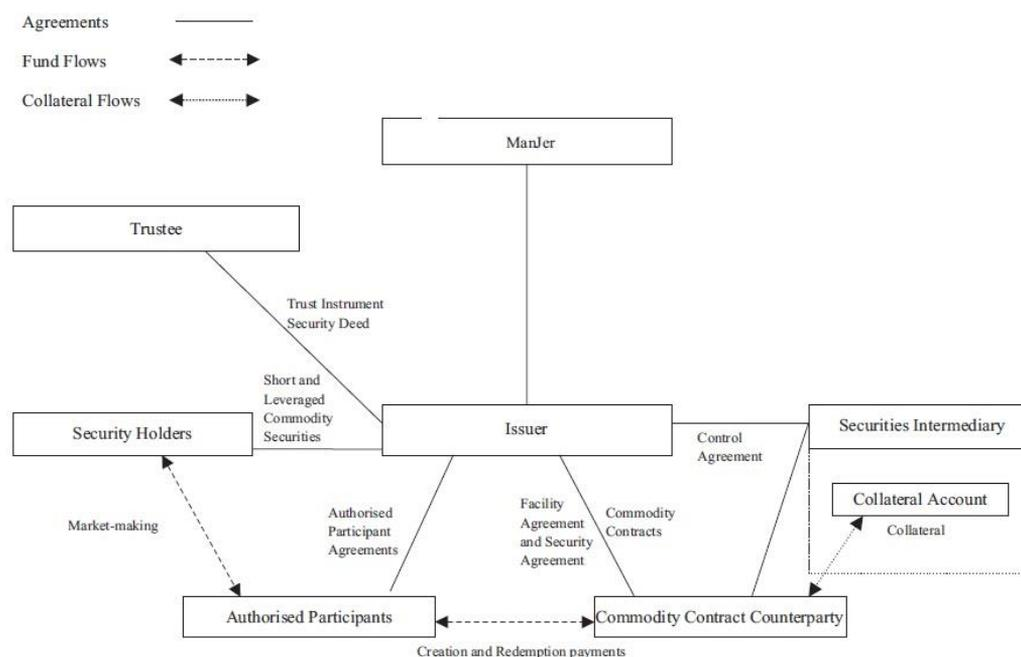 Agreements
Fund Flows
Collateral Flows
ManJer
Trustee
Trust Instrument
Security Deed
Short and
Leveraged
Commodity
Securities
Security Holders
Issuer
Control
Agreement
Securities Intermediary
Collateral Account
Collateral
Market-making
Authorised
Participant
Agreements
Facility
Agreement
and Security
Agreement
Commodity
Contracts
Authorised Participants
Commodity Contract Counterparty
Creation and Redemption payments